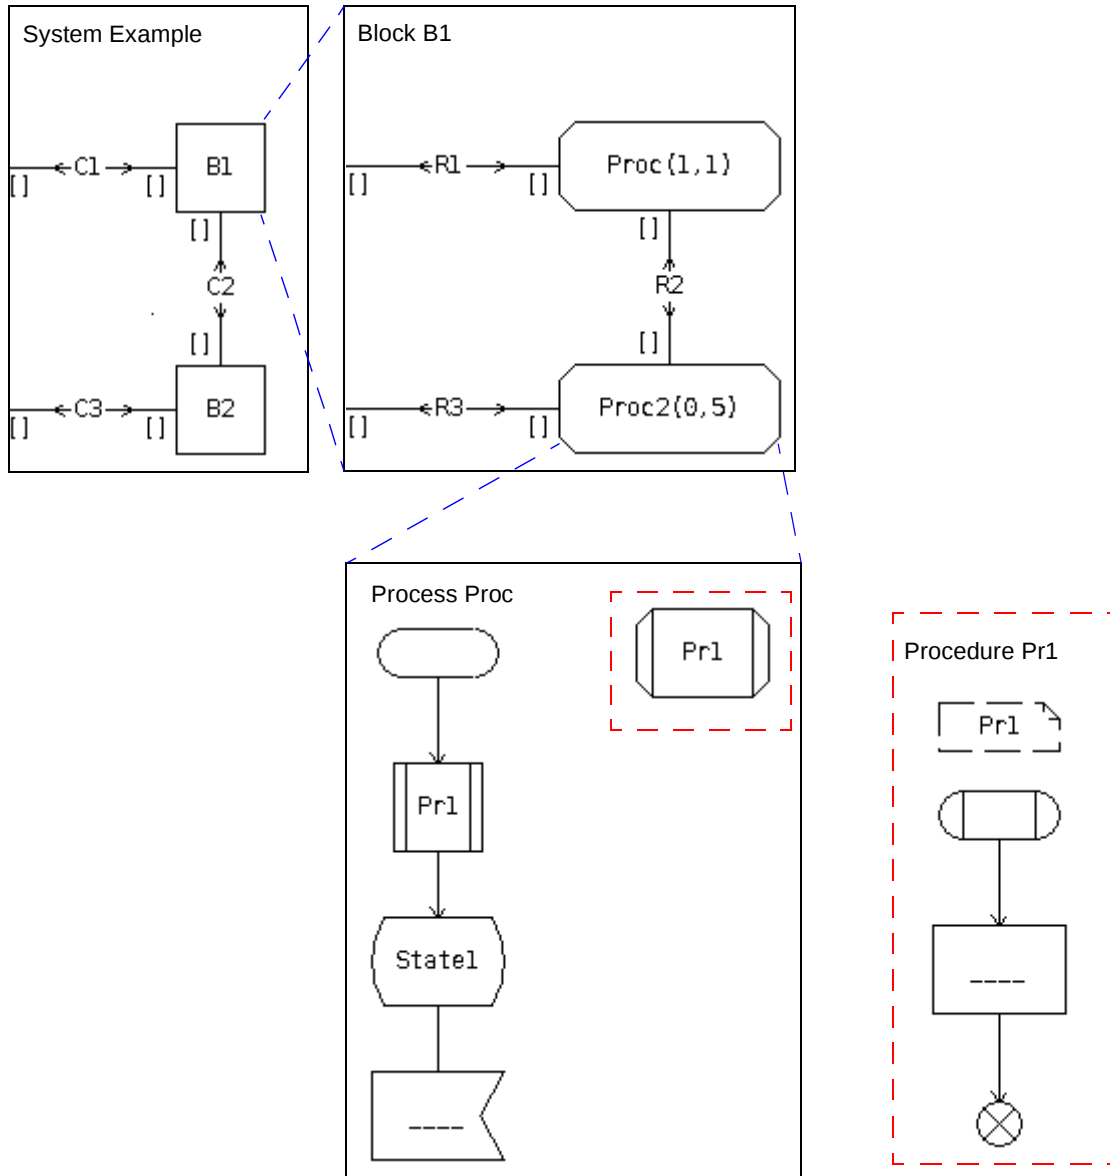 System Example
C1
[ ]
[ ]
B1
[ ]
C2
[ ]
C3
[ ]
[ ]
B2
Block B1
R1
[ ]
[ ]
Proc(1,1)
[ ]
R2
[ ]
R3
[ ]
[ ]
Proc2(0,5)
Process Proc
Pr1
Pr1
State1
----
Procedure Pr1
Pr1
----